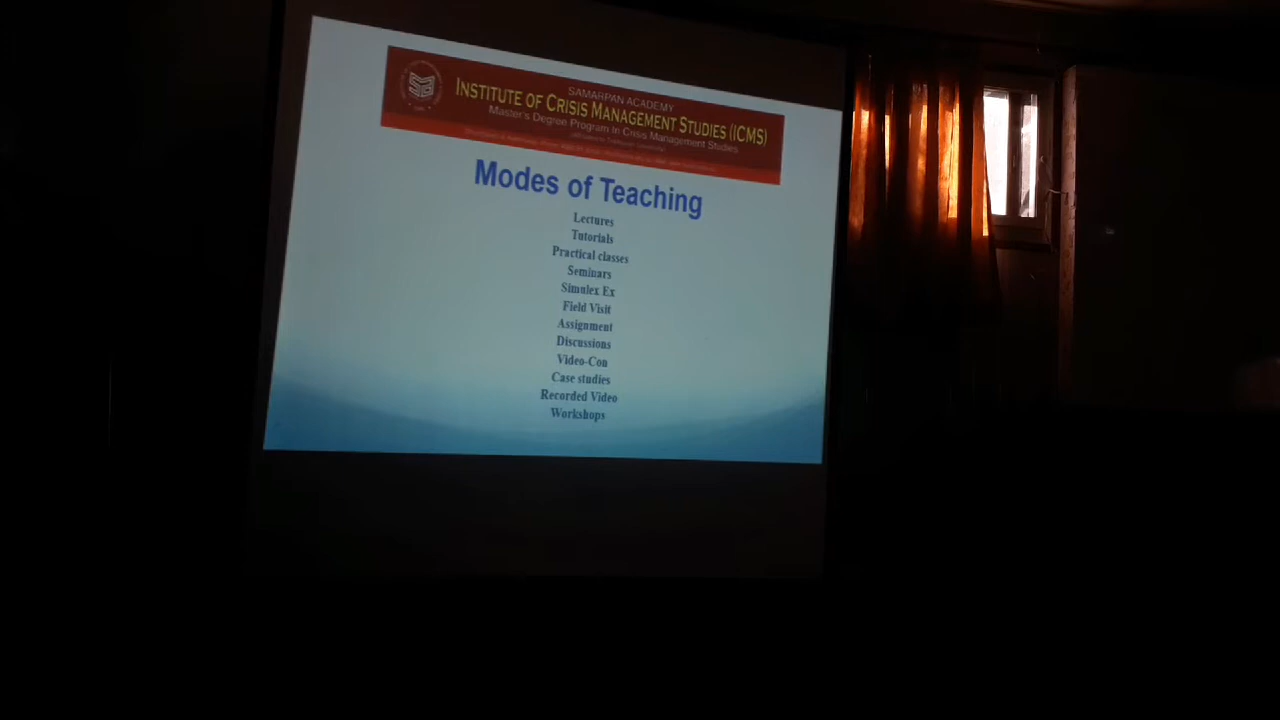 SAMARPAN ACADEMY
INSTITUTE OF CRISIS MANAGEMENT STUDIES (ICMS)
Master's Degree Program in Crisis Management Studies
Modes of Teaching
Lectures
Tutorials
Practical classes
Seminars
Simulex Ex
Field Visit
Assignment
Discussions
Video-Con
Case studies
Recorded Video
Workshops